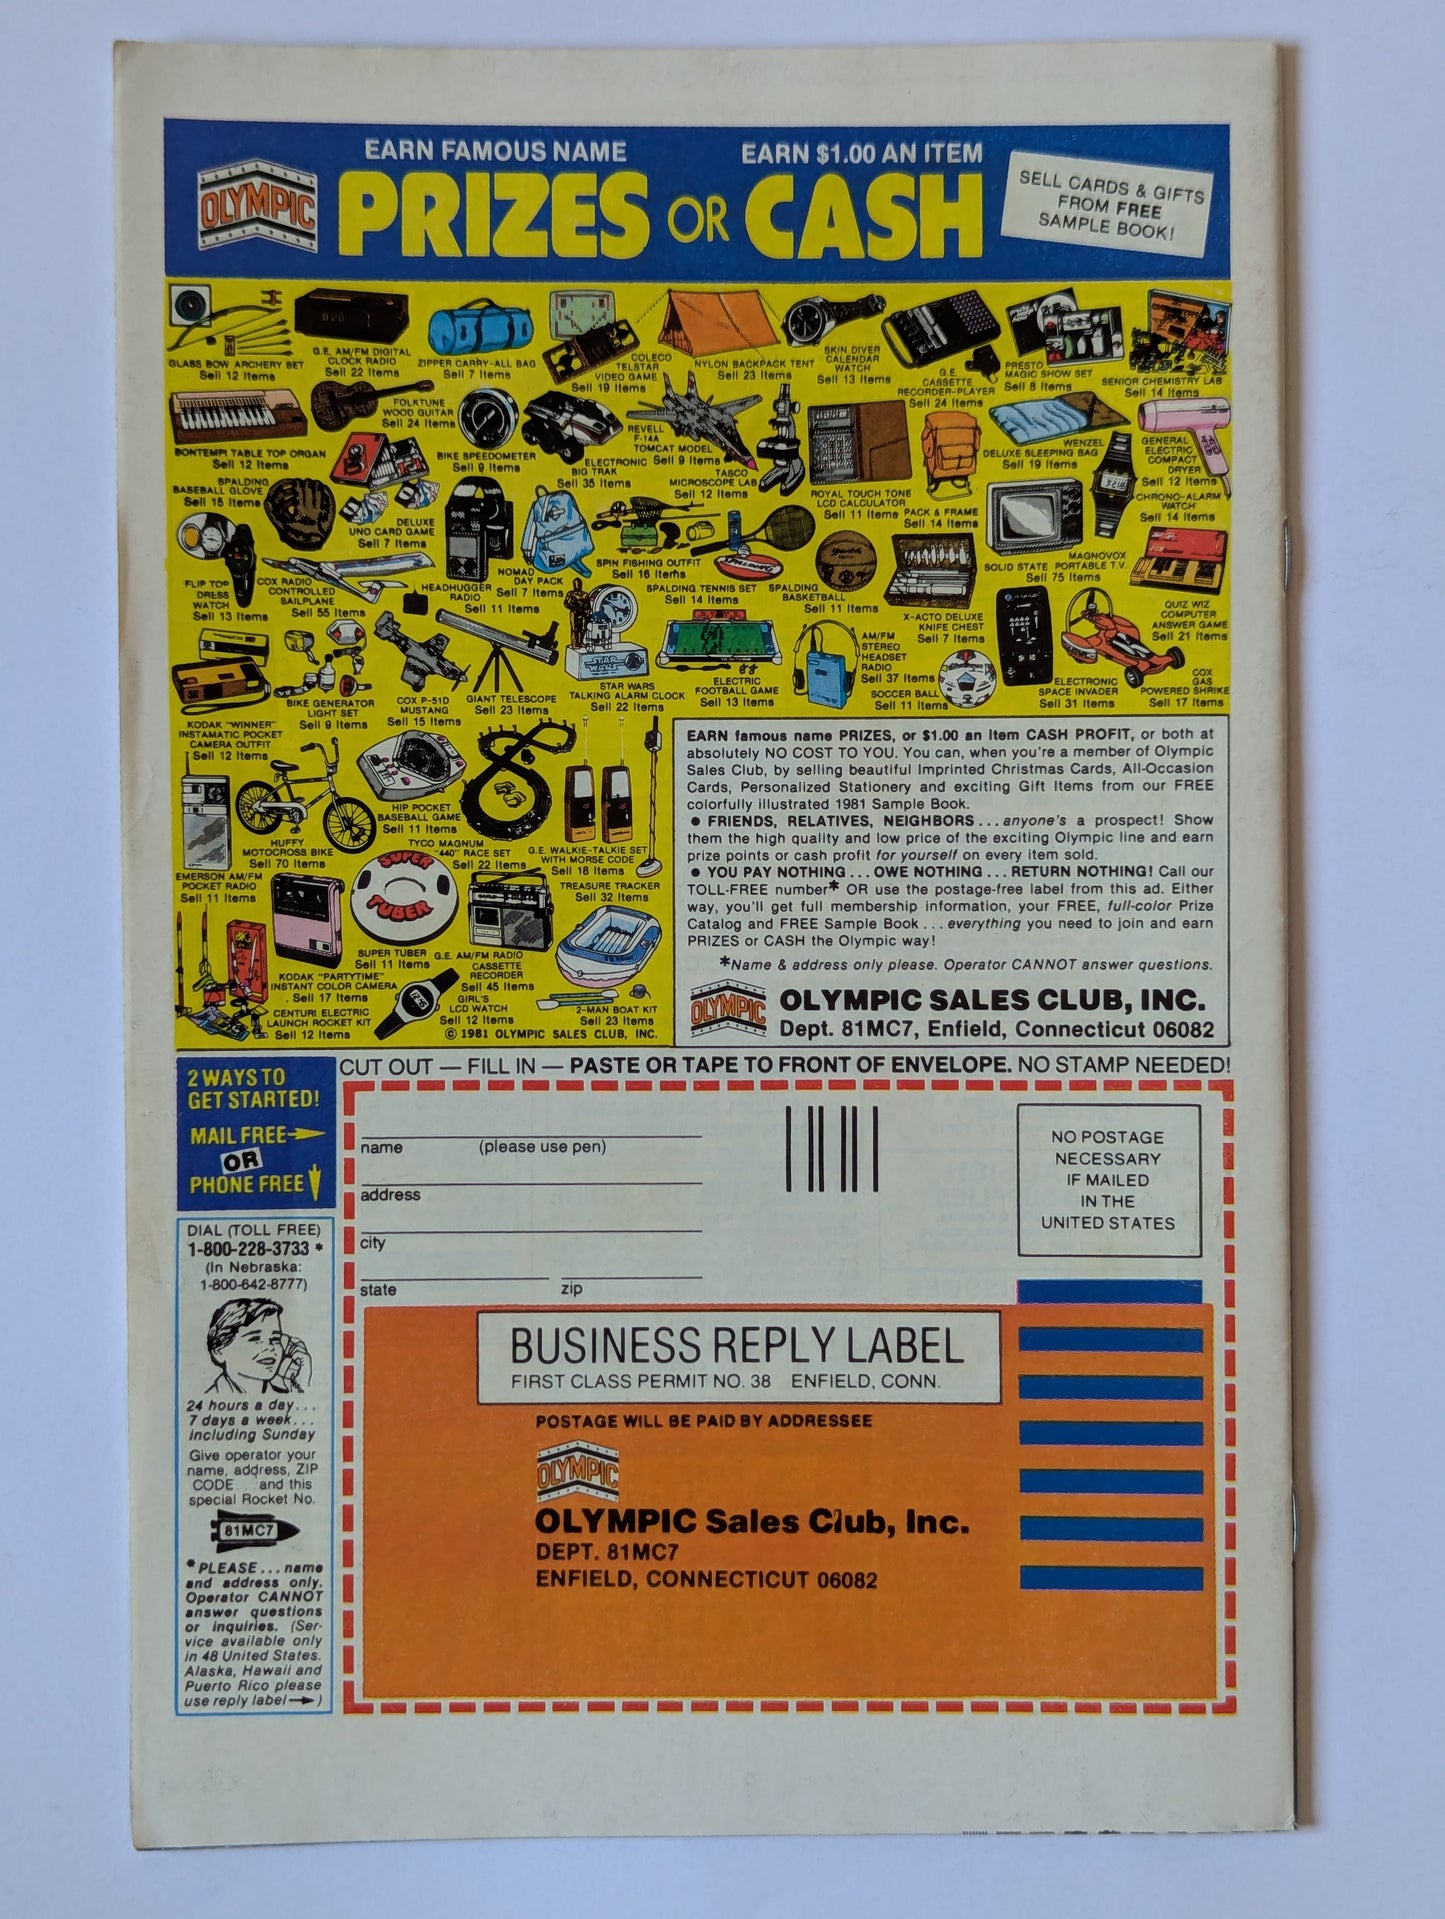 EARN FAMOUS NAME
EARN $1.00 AN ITEM
OLYMPIC
PRIZES OR CASH
SELL CARDS & GIFTS
FROM FREE
SAMPLE BOOK!
GLASS BOW ARCHERY SET
Sell 12 Items
G.E. AM/FM DIGITAL
CLOCK RADIO
Sell 22 Items
ZIPPER CARRY-ALL BAG
Sell 7 Items
COLECO
TELSTAR
VIDEO GAME
Sell 19 Items
NYLON BACKPACK TENT
Sell 23 Items
SKIN DIVER
CALENDAR
WATCH
Sell 13 Items
G.E.
CASSETTE
RECORDER-PLAYER
Sell 24 Items
PRESTO
MAGIC SHOW SET
Sell 8 Items
SENIOR CHEMISTRY LAB
Sell 14 Items
BONTEMPI TABLE TOP ORGAN
Sell 12 Items
FOLKTUNE
WOOD GUITAR
Sell 24 Items
BIKE SPEEDOMETER
Sell 9 Items
ELECTRONIC
BIG TRAK
Sell 35 Items
REVELL
F-14A
TOMCAT MODEL
Sell 9 Items
TASCO
MICROSCOPE LAB
Sell 12 Items
ROYAL TOUCH TONE
LCD CALCULATOR
Sell 11 Items
PACK & FRAME
Sell 14 Items
WENZEL
DELUXE SLEEPING BAG
Sell 19 Items
GENERAL
ELECTRIC
COMPACT
DRYER
Sell 12 Items
SPALDING
BASEBALL GLOVE
Sell 15 Items
DELUXE
UNO CARD GAME
Sell 7 Items
HEADHUGGER
RADIO
Sell 11 Items
NOMAD
DAY PACK
Sell 7 Items
SPIN FISHING OUTFIT
Sell 16 Items
SPALDING TENNIS SET
Sell 14 Items
SPALDING
BASKETBALL
Sell 11 Items
X-ACTO DELUXE
KNIFE CHEST
Sell 7 Items
MAGNOVOX
SOLID STATE PORTABLE T.V.
Sell 75 Items
CHRONO-ALARM
WATCH
Sell 14 Items
FLIP TOP
DRESS
WATCH
Sell 13 Items
COX RADIO
CONTROLLED
SAILPLANE
Sell 55 Items
QUIZ WIZ
COMPUTER
ANSWER GAME
Sell 21 Items
KODAK "WINNER"
INSTAMATIC POCKET
CAMERA OUTFIT
Sell 12 Items
BIKE GENERATOR
LIGHT SET
Sell 9 Items
COX P-51D
MUSTANG
Sell 15 Items
GIANT TELESCOPE
Sell 23 Items
STAR
WARS
STAR WARS
TALKING ALARM CLOCK
Sell 22 Items
ELECTRIC
FOOTBALL GAME
Sell 13 Items
AM/FM
STEREO
HEADSET
RADIO
Sell 37 Items
SOCCER BALL
Sell 11 Items
ELECTRONIC
SPACE INVADER
Sell 31 Items
COX
GAS
POWERED SHRIKE
Sell 17 Items
EMERSON AM/FM
POCKET RADIO
Sell 11 Items
HUFFY
MOTOCROSS BIKE
Sell 70 Items
HIP POCKET
BASEBALL GAME
Sell 11 Items
TYCO MAGNUM
"440" RACE SET
Sell 22 Items
G.E. WALKIE-TALKIE SET
WITH MORSE CODE
Sell 18 Items
TREASURE TRACKER
Sell 32 Items
KODAK "PARTYTIME"
INSTANT COLOR CAMERA
Sell 17 Items
SUPER
TUBER
SUPER TUBER
Sell 11 Items
G.E. AM/FM RADIO
CASSETTE
RECORDER
Sell 45 Items
CENTURI ELECTRIC
LAUNCH ROCKET KIT
Sell 12 Items
GIRL'S
LCD WATCH
Sell 12 Items
2-MAN BOAT KIT
Sell 23 Items
© 1981 OLYMPIC SALES CLUB, INC.
EARN famous name PRIZES, or $1.00 an item CASH PROFIT, or both at
absolutely NO COST TO YOU. You can, when you're a member of Olympic
Sales Club, by selling beautiful Imprinted Christmas Cards, All-Occasion
Cards, Personalized Stationery and exciting Gift Items from our FREE
colorfully illustrated 1981 Sample Book.
● FRIENDS, RELATIVES, NEIGHBORS...anyone's a prospect! Show
them the high quality and low price of the exciting Olympic line and earn
prize points or cash profit for yourself on every item sold.
● YOU PAY NOTHING...OWE NOTHING...RETURN NOTHING! Call our
TOLL-FREE number* OR use the postage-free label from this ad. Either
way, you'll get full membership information, your FREE, full-color Prize
Catalog and FREE Sample Book...everything you need to join and earn
PRIZES or CASH the Olympic way!
*Name & address only please. Operator CANNOT answer questions.
OLYMPIC
OLYMPIC SALES CLUB, INC.
Dept. 81MC7, Enfield, Connecticut 06082
CUT OUT — FILL IN — PASTE OR TAPE TO FRONT OF ENVELOPE. NO STAMP NEEDED!
2 WAYS TO
GET STARTED!
MAIL FREE
OR
PHONE FREE
DIAL (TOLL FREE)
1-800-228-3733 *
(In Nebraska:
1-800-642-8777)
24 hours a day...
7 days a week...
including Sunday
Give operator your
name, address, ZIP
CODE...and this
special Rocket No.
81MC7
*PLEASE...name
and address only.
Operator CANNOT
answer questions
or inquiries. (Ser-
vice available only
in 48 United States.
Alaska, Hawaii and
Puerto Rico please
use reply label→)
name (please use pen)
address
city
state zip
NO POSTAGE
NECESSARY
IF MAILED
IN THE
UNITED STATES
BUSINESS REPLY LABEL
FIRST CLASS PERMIT NO. 38 ENFIELD, CONN.
POSTAGE WILL BE PAID BY ADDRESSEE
OLYMPIC
OLYMPIC Sales Club, Inc.
DEPT. 81MC7
ENFIELD, CONNECTICUT 06082